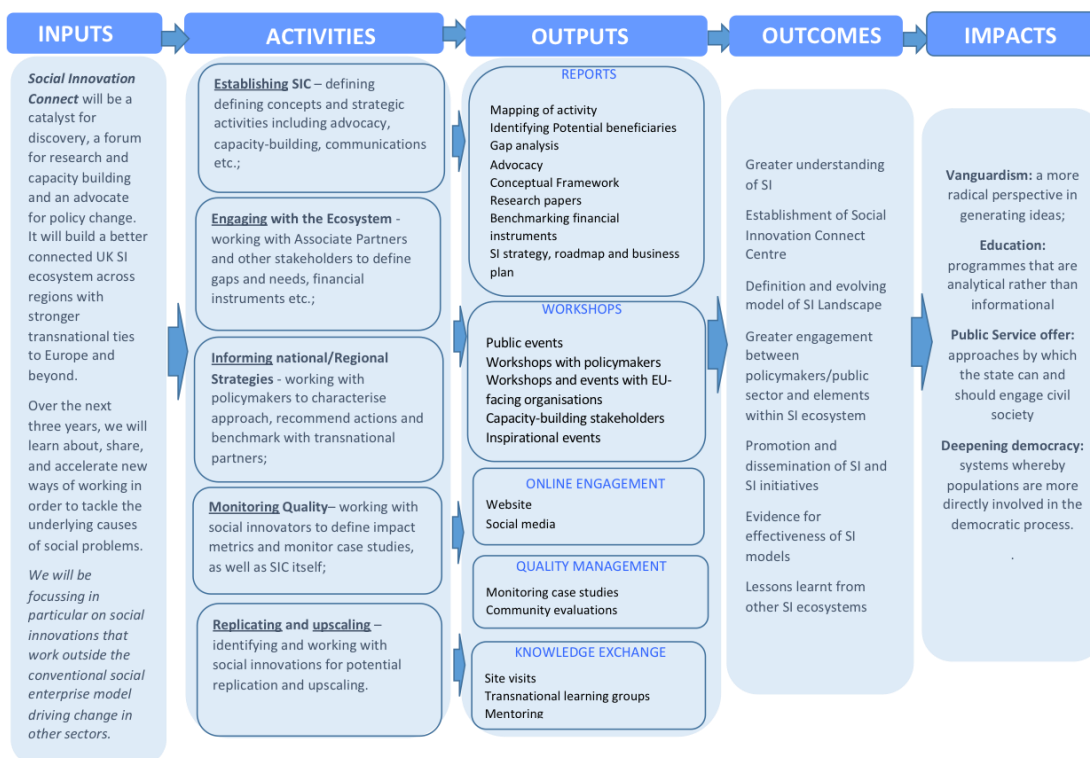 INPUTS
ACTIVITIES
OUTPUTS
OUTCOMES
IMPACTS
Social Innovation
Connect will be a
catalyst for
discovery, a forum
for research and
capacity building
and an advocate
for policy change.
It will build a better
connected UK SI
ecosystem across
regions with
stronger
transnational ties
to Europe and
beyond.
Over the next
three years, we will
learn about, share,
and accelerate new
ways of working in
order to tackle the
underlying causes
of social problems.
We will be
focussing in
particular on social
innovations that
work outside the
conventional social
enterprise model
driving change in
other sectors.
Establishing SIC – defining
defining concepts and strategic
activities including advocacy,
capacity-building, communications
etc.;
Engaging with the Ecosystem -
working with Associate Partners
and other stakeholders to define
gaps and needs, financial
instruments etc.;
Informing national/Regional
Strategies - working with
policymakers to characterise
approach, recommend actions and
benchmark with transnational
partners;
Monitoring Quality– working with
social innovators to define impact
metrics and monitor case studies,
as well as SIC itself;
Replicating and upscaling –
identifying and working with
social innovations for potential
replication and upscaling.
REPORTS
Mapping of activity
Identifying Potential beneficiaries
Gap analysis
Advocacy
Conceptual Framework
Research papers
Benchmarking financial
instruments
SI strategy, roadmap and business
plan
WORKSHOPS
Public events
Workshops with policymakers
Workshops and events with EU-
facing organisations
Capacity-building stakeholders
Inspirational events
ONLINE ENGAGEMENT
Website
Social media
QUALITY MANAGEMENT
Monitoring case studies
Community evaluations
KNOWLEDGE EXCHANGE
Site visits
Transnational learning groups
Mentoring
Greater understanding
of SI
Establishment of Social
Innovation Connect
Centre
Definition and evolving
model of SI Landscape
Greater engagement
between
policymakers/public
sector and elements
within SI ecosystem
Promotion and
dissemination of SI and
SI initiatives
Evidence for
effectiveness of SI
models
Lessons learnt from
other SI ecosystems
Vanguardism: a more
radical perspective in
generating ideas;
Education:
programmes that are
analytical rather than
informational
Public Service offer:
approaches by which
the state can and
should engage civil
society
Deepening democracy:
systems whereby
populations are more
directly involved in the
democratic process.
.